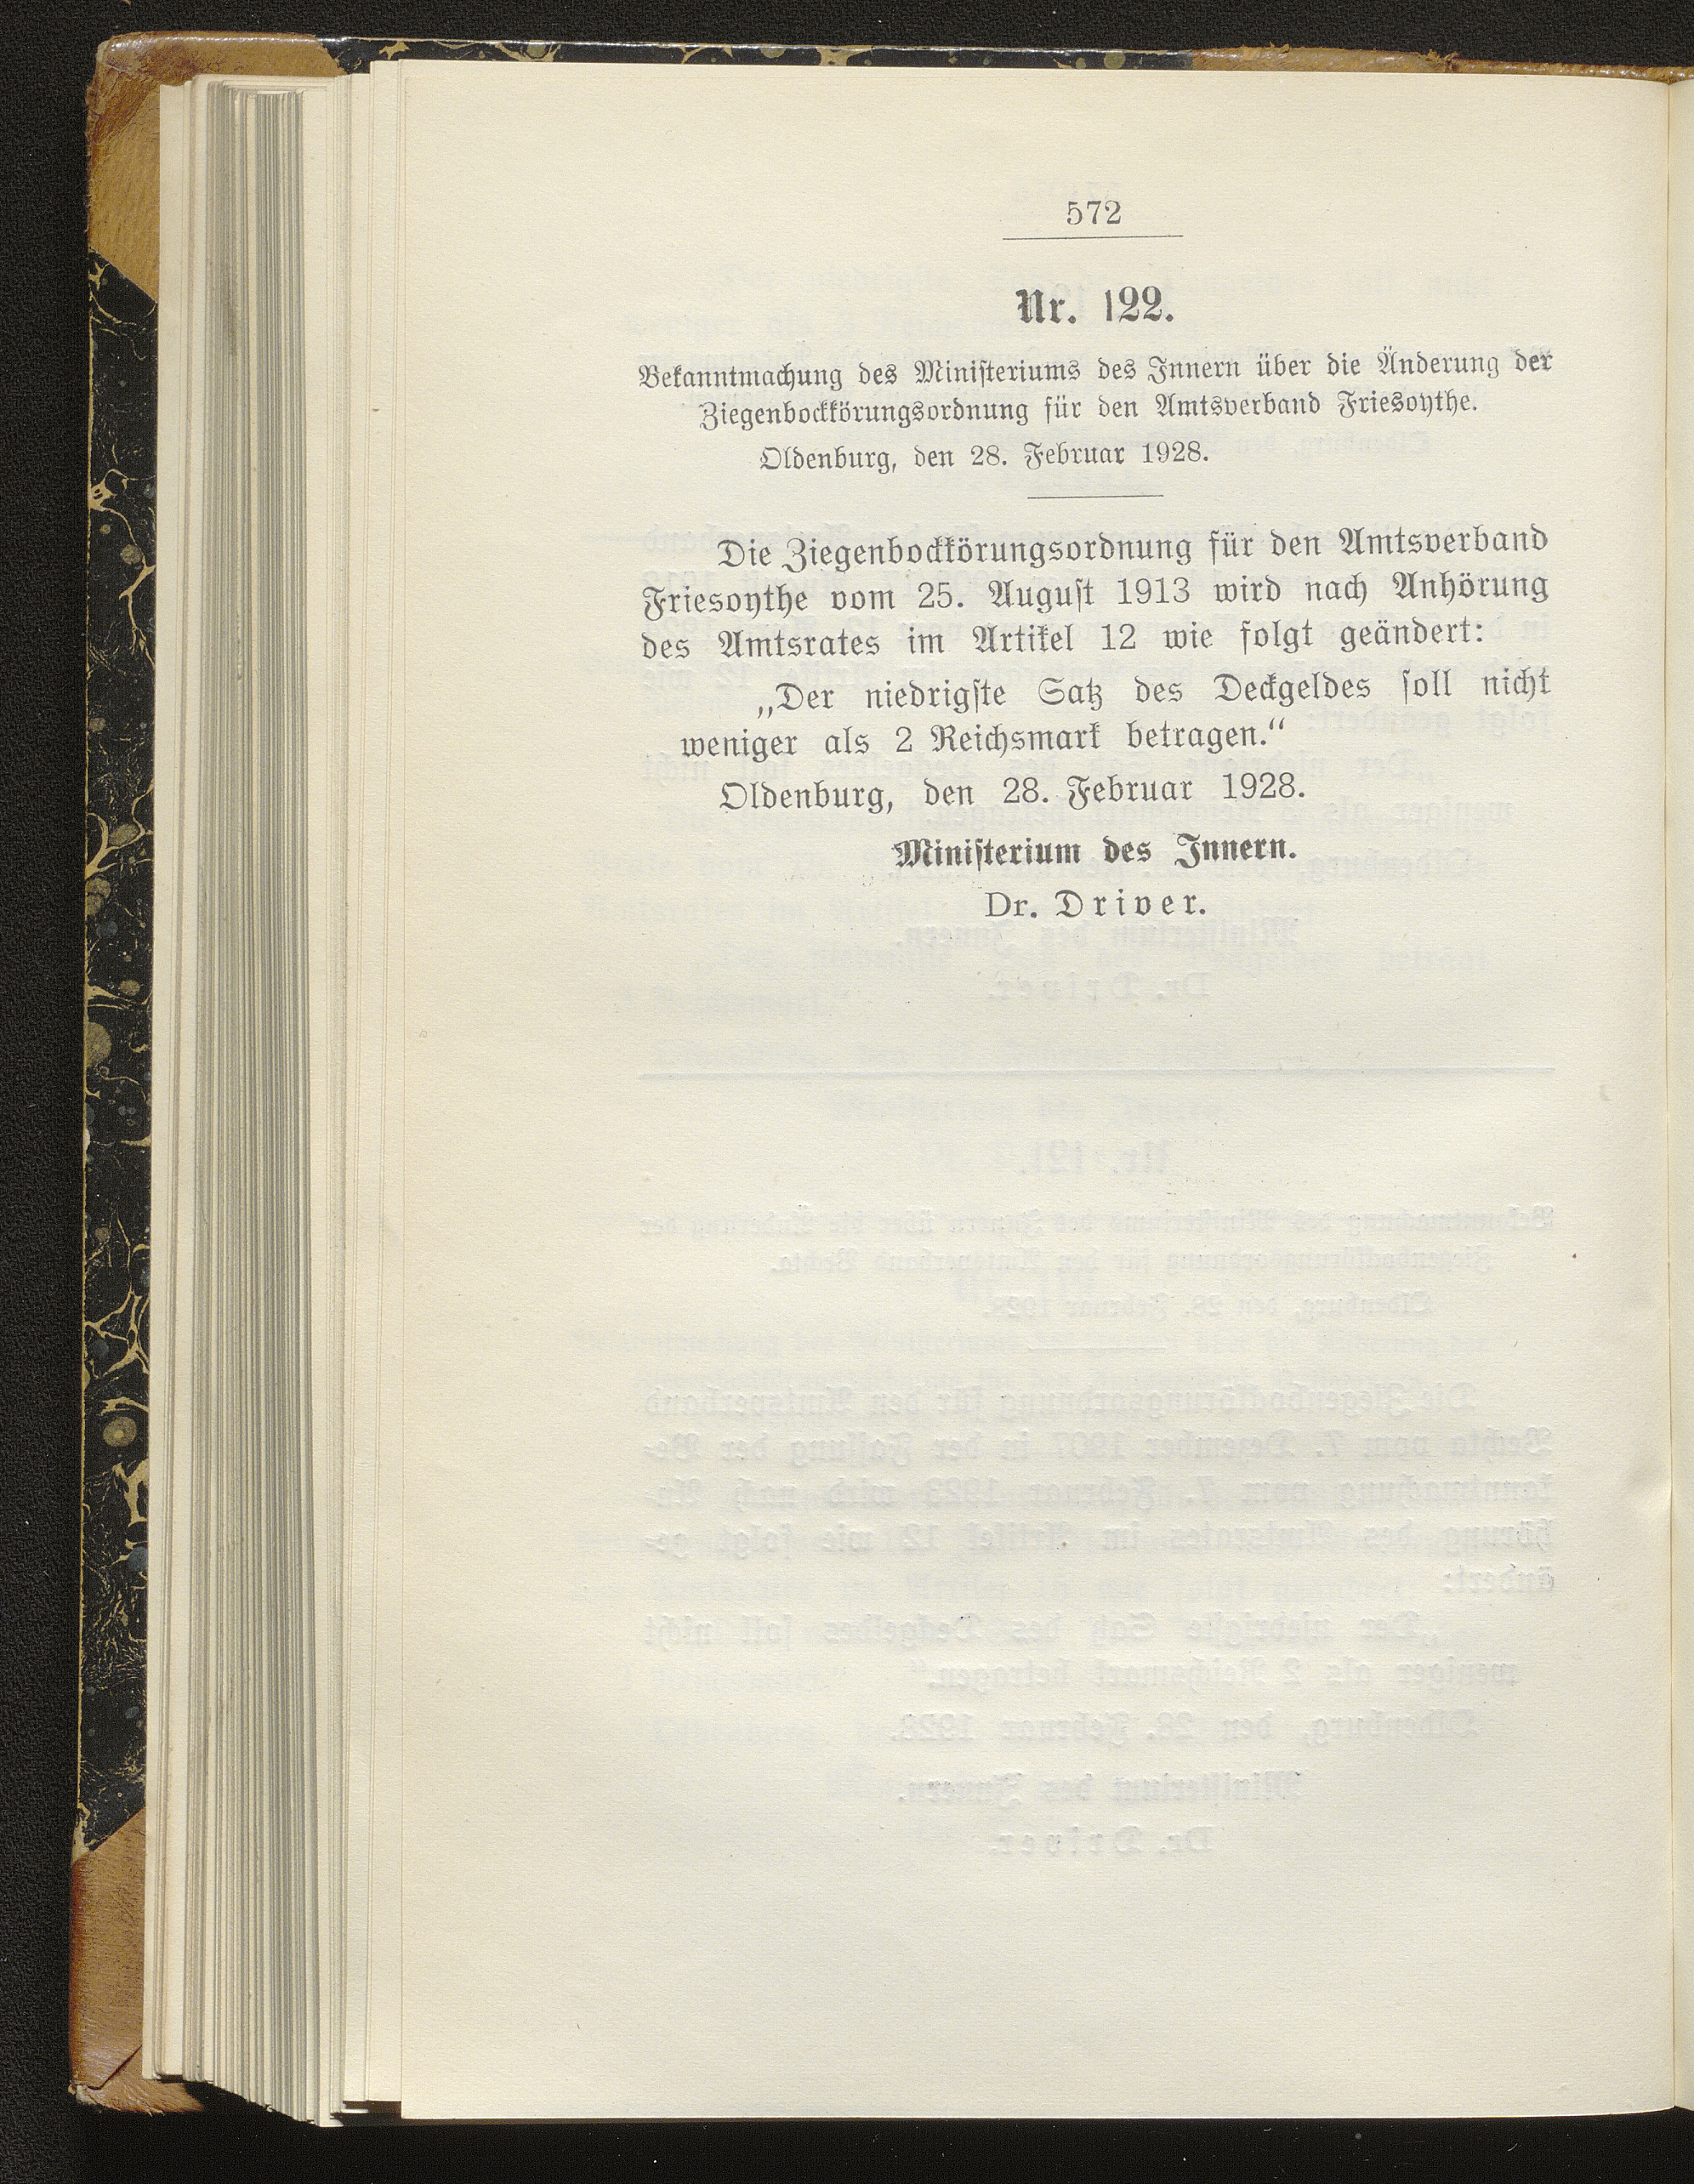 572
Nr. 122.
Bekanntmachung des Ministeriums des Innern über die Änderung der
Ziegenbockkörungsordnung für den Amtsverband Friesoythe.
Oldenburg, den 28. Februar 1928.
Die Ziegenbockkörungsordnung für den Amtsverband
Friesoythe vom 25. August 1913 wird nach Anhörung
des Amtsrates im Artikel 12 wie folgt geändert:
„Der niedrigste Satz des Deckgeldes soll nicht
weniger als 2 Reichsmark betragen.“
Oldenburg, den 28. Februar 1928.
Ministerium des Innern.
Dr. Driver.